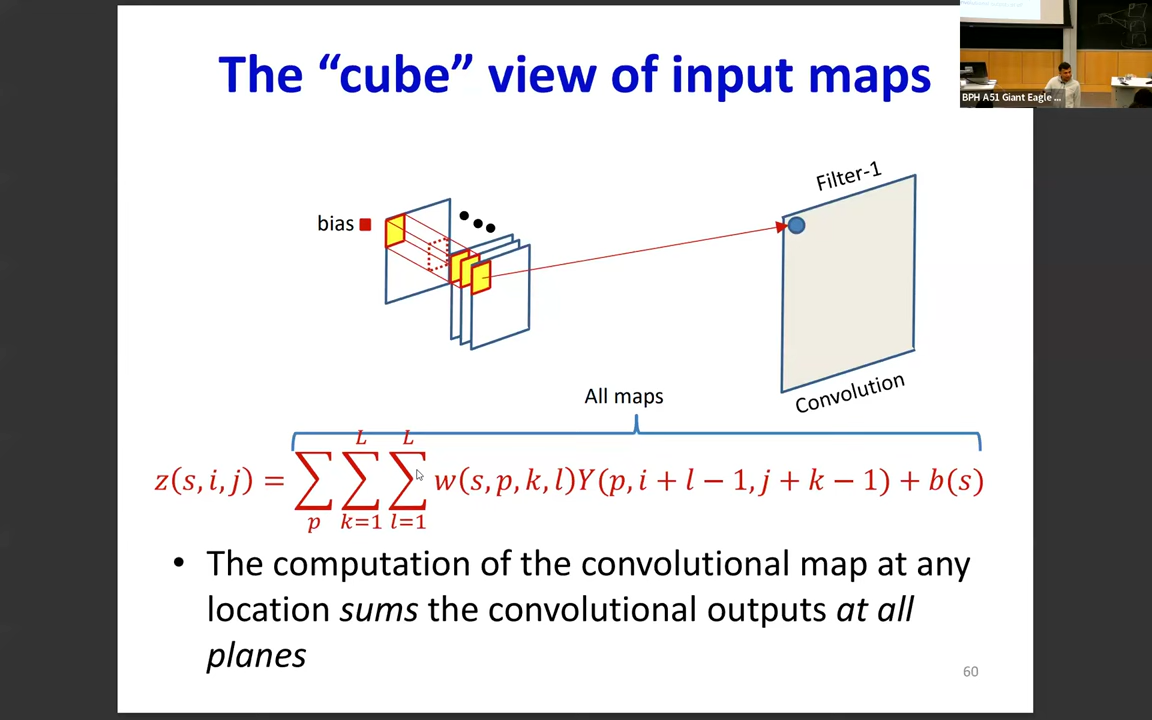 The “cube” view of input maps
BPH A51 Giant Eagle ...
Filter-1
bias
Convolution
All maps
z(s, i, j) = ∑_p ∑_{k=1}^{L} ∑_{l=1}^{L} w(s, p, k, l)Y(p, i + l − 1, j + k − 1) + b(s)
• The computation of the convolutional map at any
location sums the convolutional outputs at all
planes
60